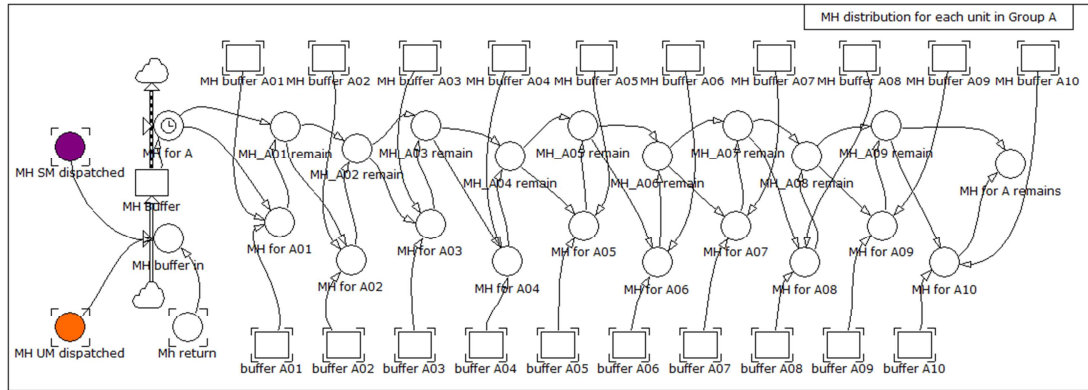 MH distribution for each unit in Group A
MH buffer A01
MH buffer A02
MH buffer A03
MH buffer A04
MH buffer A05
MH buffer A06
MH buffer A07
MH buffer A08
MH buffer A09
MH buffer A10
MH SM dispatched
MH for A
MH_A01 remain
MH_A02 remain
MH_A03 remain
MH_A04 remain
MH_A05 remain
MH_A06 remain
MH_A07 remain
MH_A08 remain
MH_A09 remain
MH for A remains
MH Buffer
MH buffer in
MH for A01
MH for A02
MH for A03
MH for A04
MH for A05
MH for A06
MH for A07
MH for A08
MH for A09
MH for A10
MH UM dispatched
Mh return
buffer A01
buffer A02
buffer A03
buffer A04
buffer A05
buffer A06
buffer A07
buffer A08
buffer A09
buffer A10